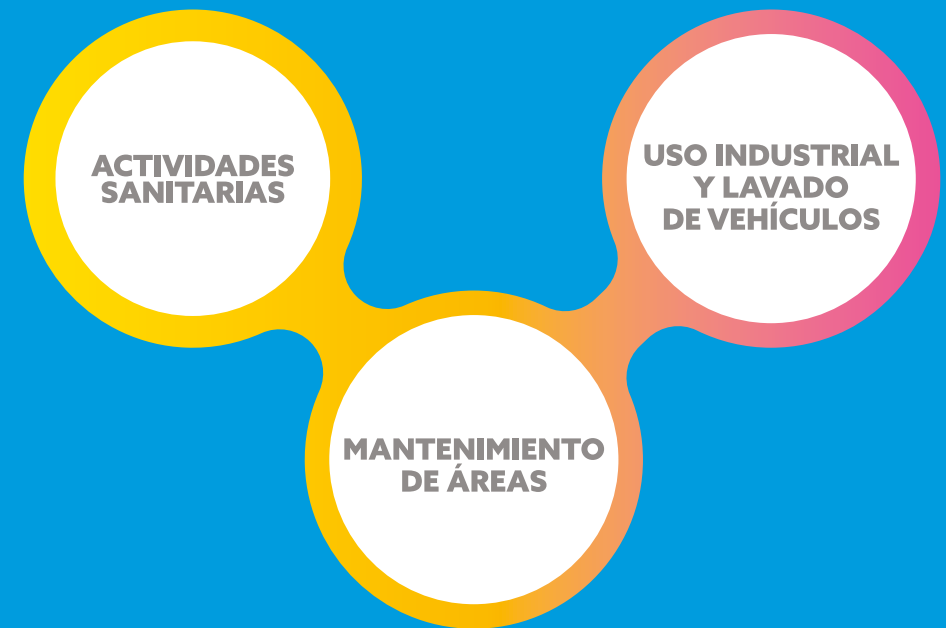 ACTIVIDADES
SANITARIAS
USO INDUSTRIAL
Y LAVADO
DE VEHÍCULOS
MANTENIMIENTO
DE ÁREAS